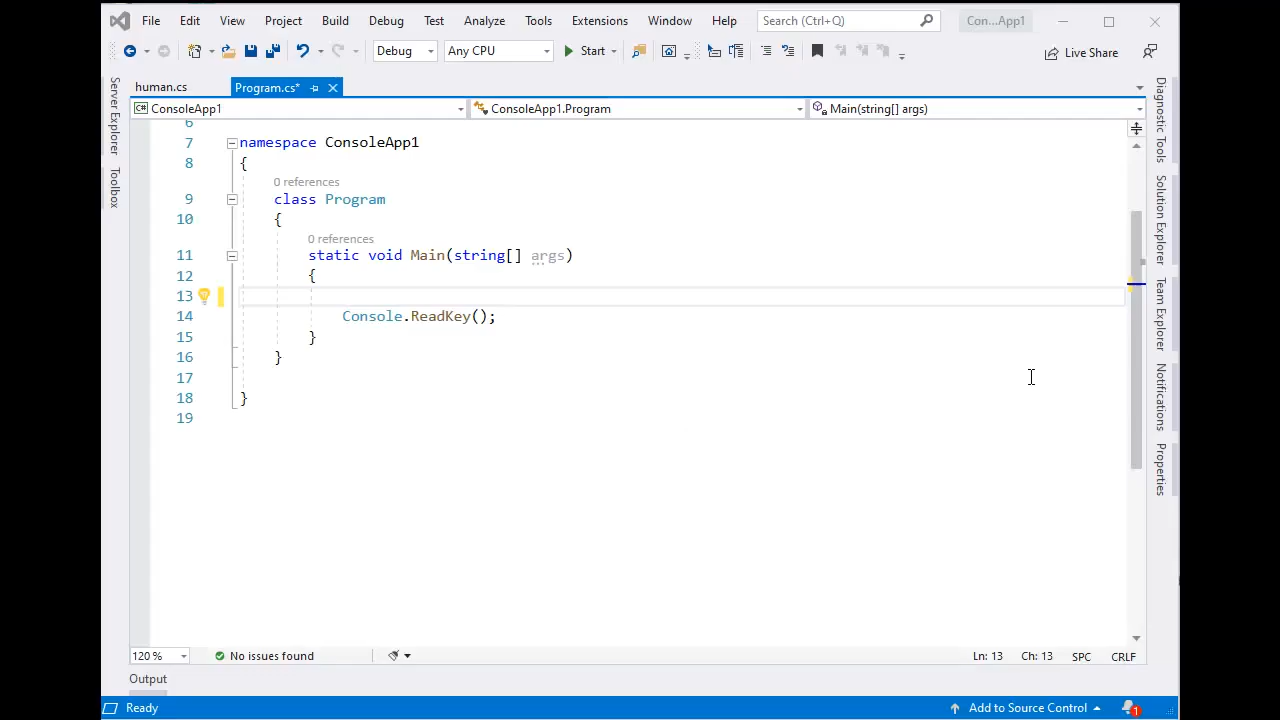 File Edit View Project Build Debug Test Analyze Tools Extensions Window Help Search (Ctrl+Q) Con...App1
Debug Any CPU Start Live Share
human.cs Program.cs*
C# ConsoleApp1 ConsoleApp1.Program Main(string[] args)
Server Explorer
Toolbox
Diagnostic Tools
Solution Explorer
Team Explorer
Notifications
Properties
6
7 namespace ConsoleApp1
8 {
0 references
9 class Program
10 {
0 references
11 static void Main(string[] args)
12 {
13
14 Console.ReadKey();
15 }
16 }
17
18 }
19
120 % No issues found Ln: 13 Ch: 13 SPC CRLF
Output
Ready Add to Source Control 1